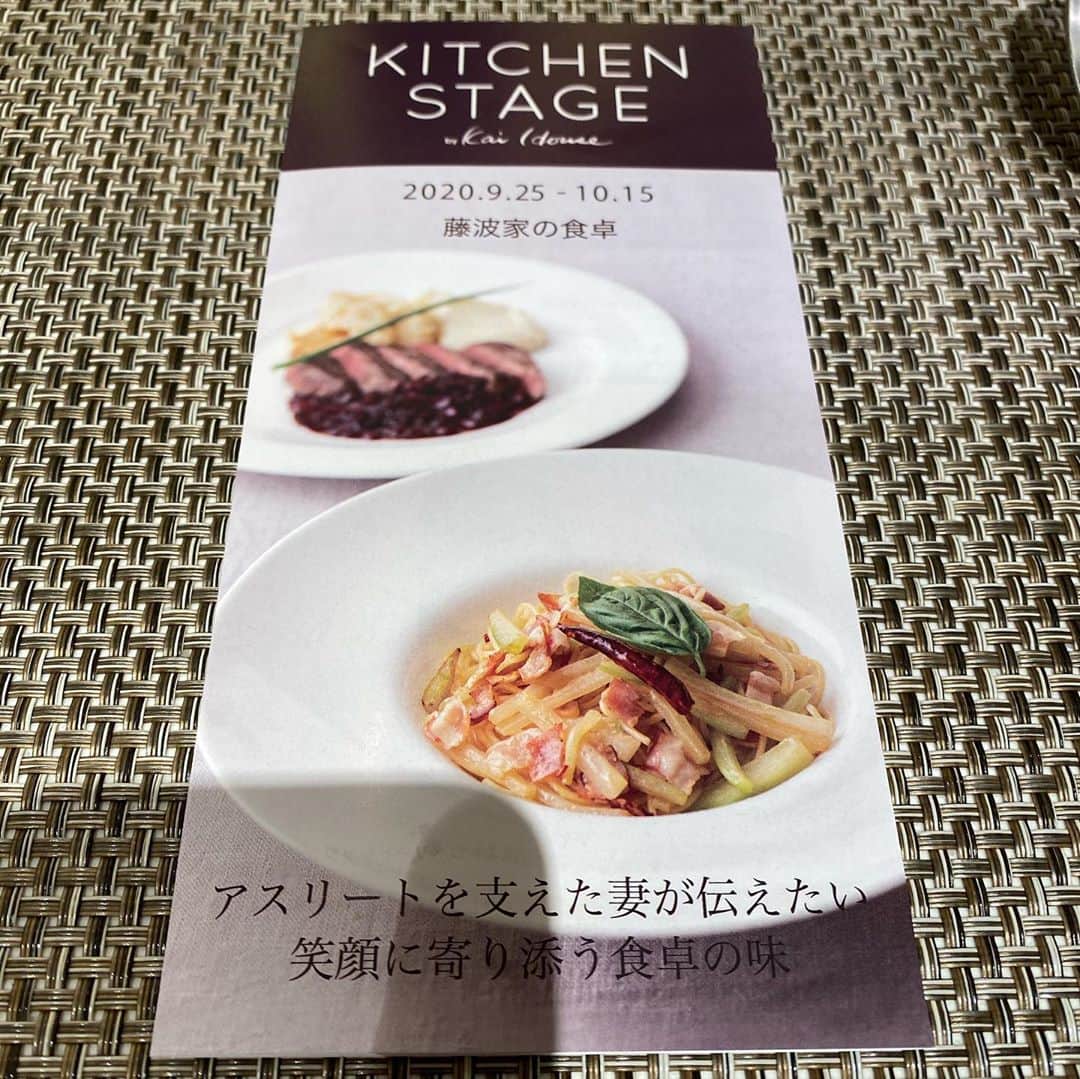 KITCHEN
STAGE
by Kai House
2020.9.25 - 10.15
藤波家の食卓
アスリートを支えた妻が伝えたい
笑顔に寄り添う食卓の味